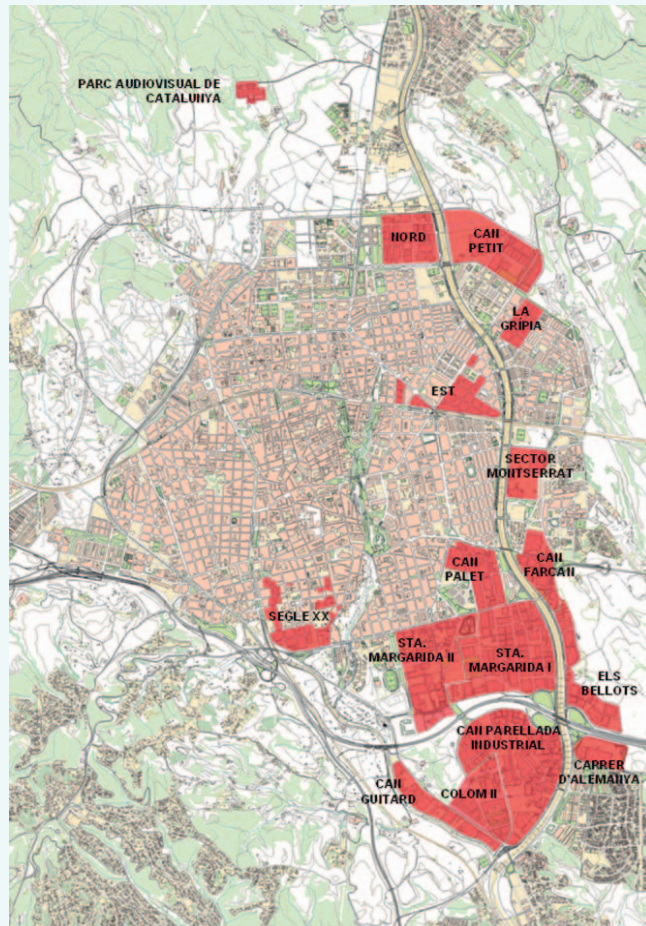 PARC AUDIOVISUAL DE
CATALUNYA
NORD
CAN
PETIT
LA
GRÍPIA
EST
SECTOR
MONTSERRAT
CAN
PALET
CAN
FARCAN
SEGLE XX
STA.
MARGARIDA II
STA.
MARGARIDA I
ELS
BELLOTS
CAN PARELLADA
INDUSTRIAL
CARRER
D'ALEMANYA
CAN
GUITARD
COLOM II